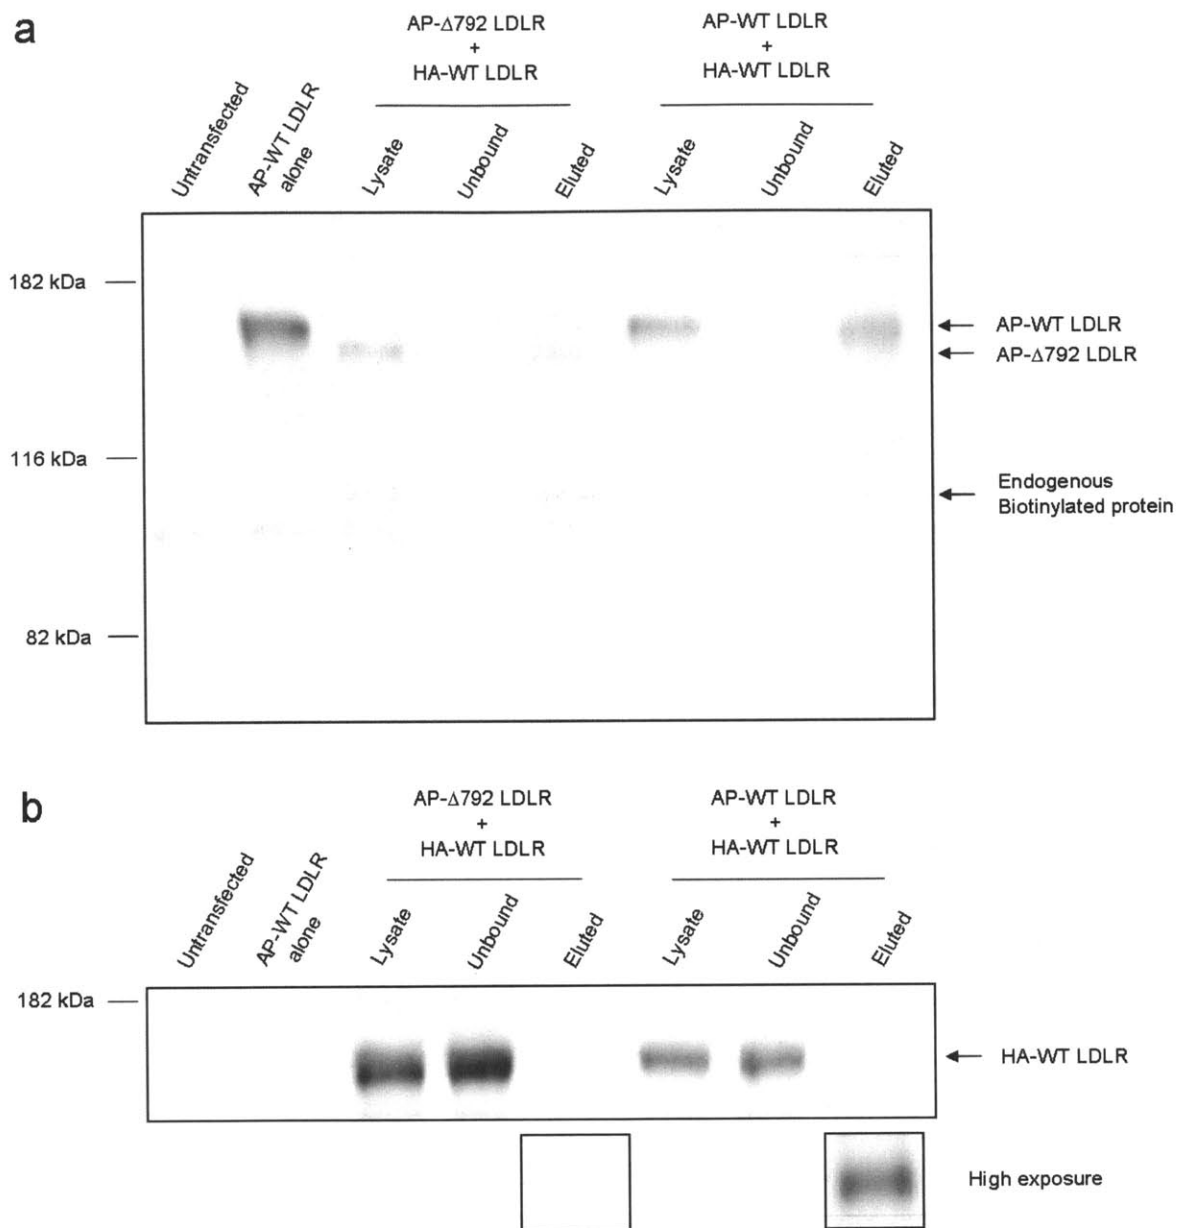 a
AP-Δ792 LDLR
+
HA-WT LDLR
AP-WT LDLR
+
HA-WT LDLR
Untransfected
AP-WT LDLR
alone
Lysate
Unbound
Eluted
Lysate
Unbound
Eluted
182 kDa
AP-WT LDLR
AP-Δ792 LDLR
116 kDa
Endogenous
Biotinylated protein
82 kDa
b
AP-Δ792 LDLR
+
HA-WT LDLR
AP-WT LDLR
+
HA-WT LDLR
Untransfected
AP-WT LDLR
alone
Lysate
Unbound
Eluted
Lysate
Unbound
Eluted
182 kDa
HA-WT LDLR
High exposure